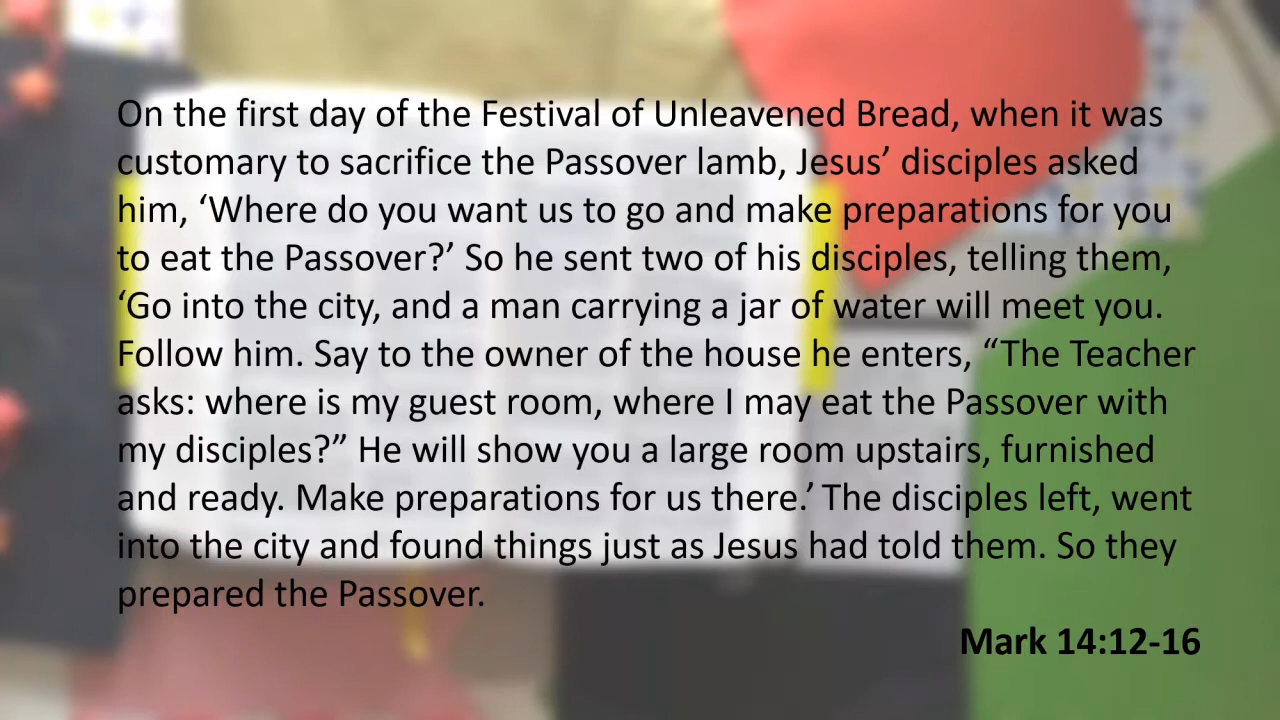 On the first day of the Festival of Unleavened Bread, when it was
customary to sacrifice the Passover lamb, Jesus’ disciples asked
him, ‘Where do you want us to go and make preparations for you
to eat the Passover?’ So he sent two of his disciples, telling them,
‘Go into the city, and a man carrying a jar of water will meet you.
Follow him. Say to the owner of the house he enters, “The Teacher
asks: where is my guest room, where I may eat the Passover with
my disciples?” He will show you a large room upstairs, furnished
and ready. Make preparations for us there.’ The disciples left, went
into the city and found things just as Jesus had told them. So they
prepared the Passover.
Mark 14:12-16